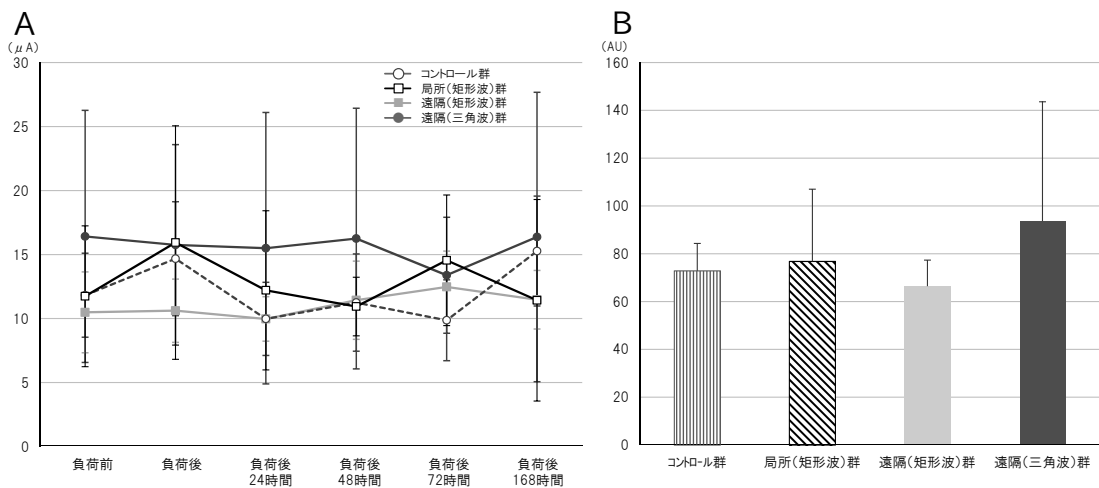 A
(μA)
30
25
20
15
10
5
0
コントロール群
局所(矩形波)群
遠隔(矩形波)群
遠隔(三角波)群
負荷前
負荷後
負荷後
24時間
負荷後
48時間
負荷後
72時間
負荷後
168時間
B
(AU)
160
140
120
100
80
60
40
20
0
コントロール群
局所(矩形波)群
遠隔(矩形波)群
遠隔(三角波)群